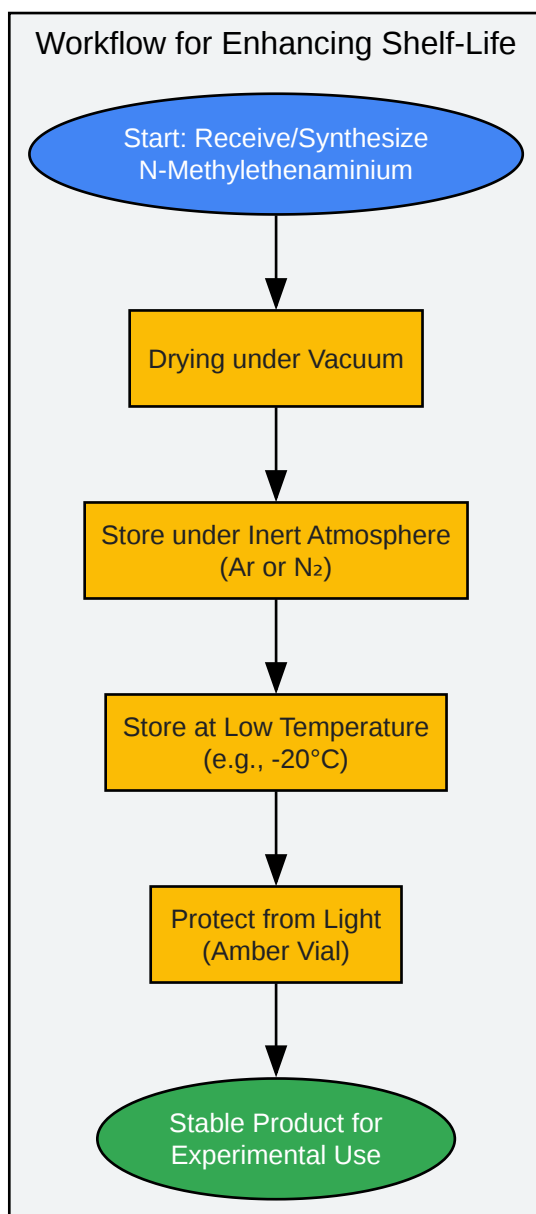 Workflow for Enhancing Shelf-Life
Start: Receive/Synthesize
N-Methylethenaminium
Drying under Vacuum
Store under Inert Atmosphere
(Ar or N₂)
Store at Low Temperature
(e.g., -20°C)
Protect from Light
(Amber Vial)
Stable Product for
Experimental Use